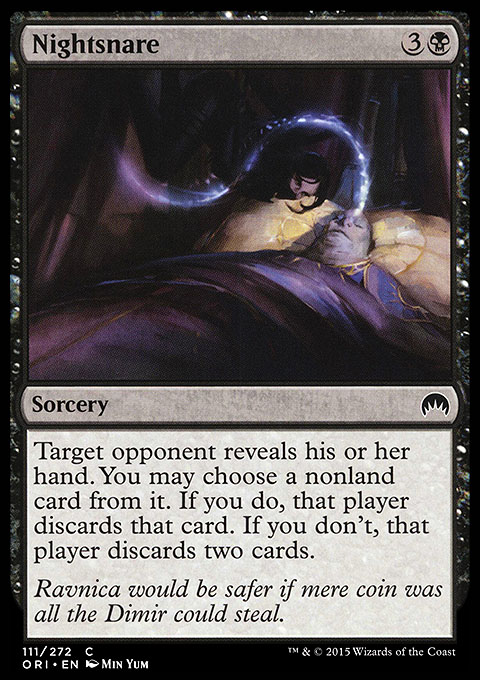 Nightsnare
3
Sorcery
Target opponent reveals his or her
hand. You may choose a nonland
card from it. If you do, that player
discards that card. If you don't, that
player discards two cards.
Ravnica would be safer if mere coin was
all the Dimir could steal.
111/272 C
ORI • EN Min Yum
™ & © 2015 Wizards of the Coast